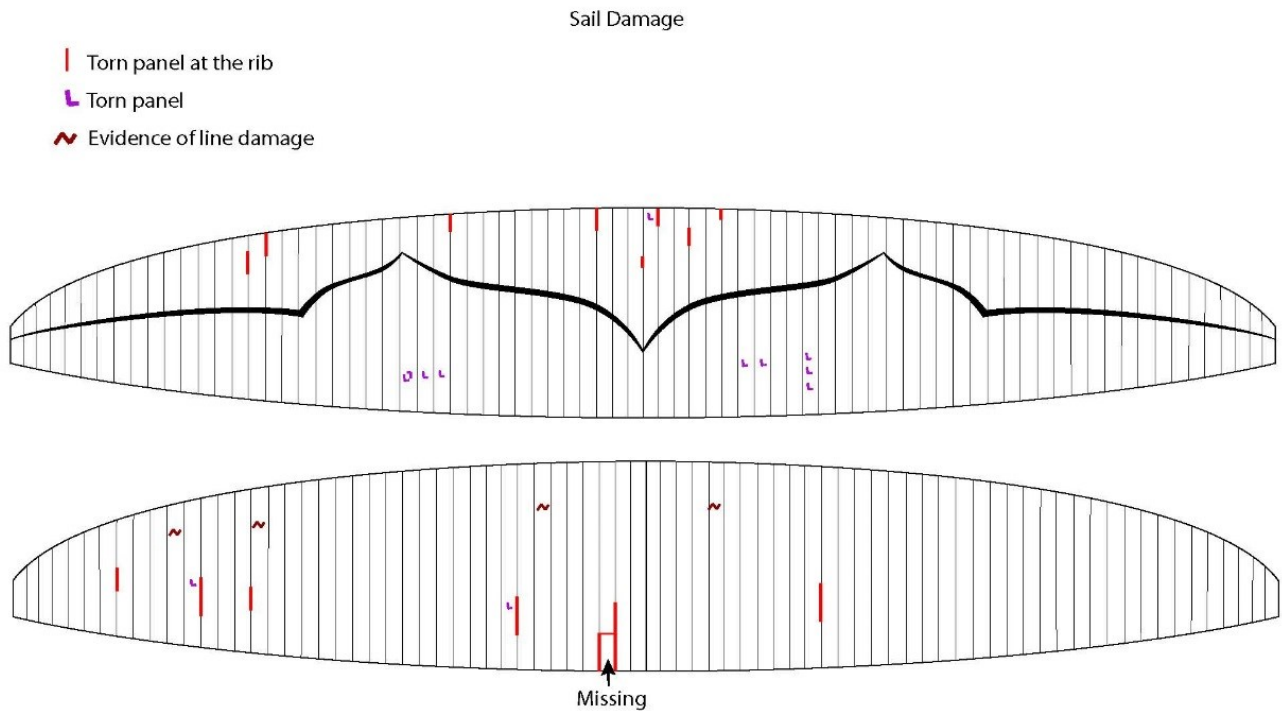 Sail Damage
Torn panel at the rib
Torn panel
Evidence of line damage
Missing